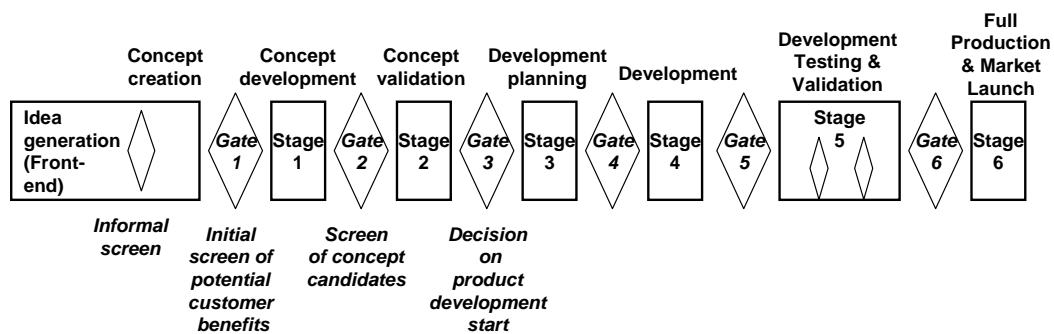 Concept
creation
Concept
development
Concept
validation
Development
planning
Development
Development
Testing &
Validation
Full
Production
& Market
Launch
Idea
generation
(Front-
end)
Gate
1
Stage
1
Gate
2
Stage
2
Gate
3
Stage
3
Gate
4
Stage
4
Gate
5
Stage
5
Gate
6
Stage
6
Informal
screen
Initial
screen of
potential
customer
benefits
Screen
of concept
candidates
Decision
on
product
development
start